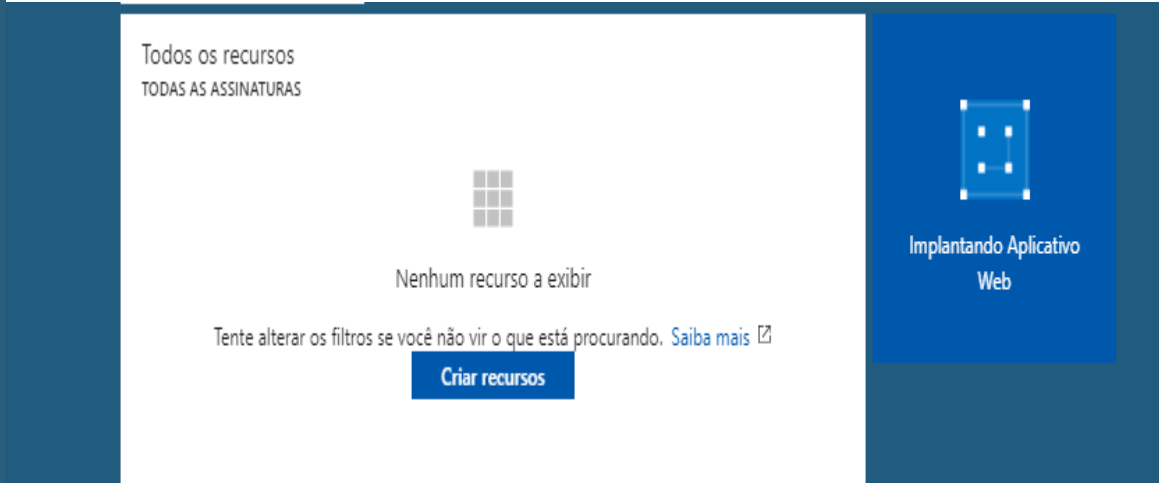 Todos os recursos
TODAS AS ASSINATURAS
Nenhum recurso a exibir
Tente alterar os filtros se você não vir o que está procurando. Saiba mais
Criar recursos
Implantando Aplicativo
Web